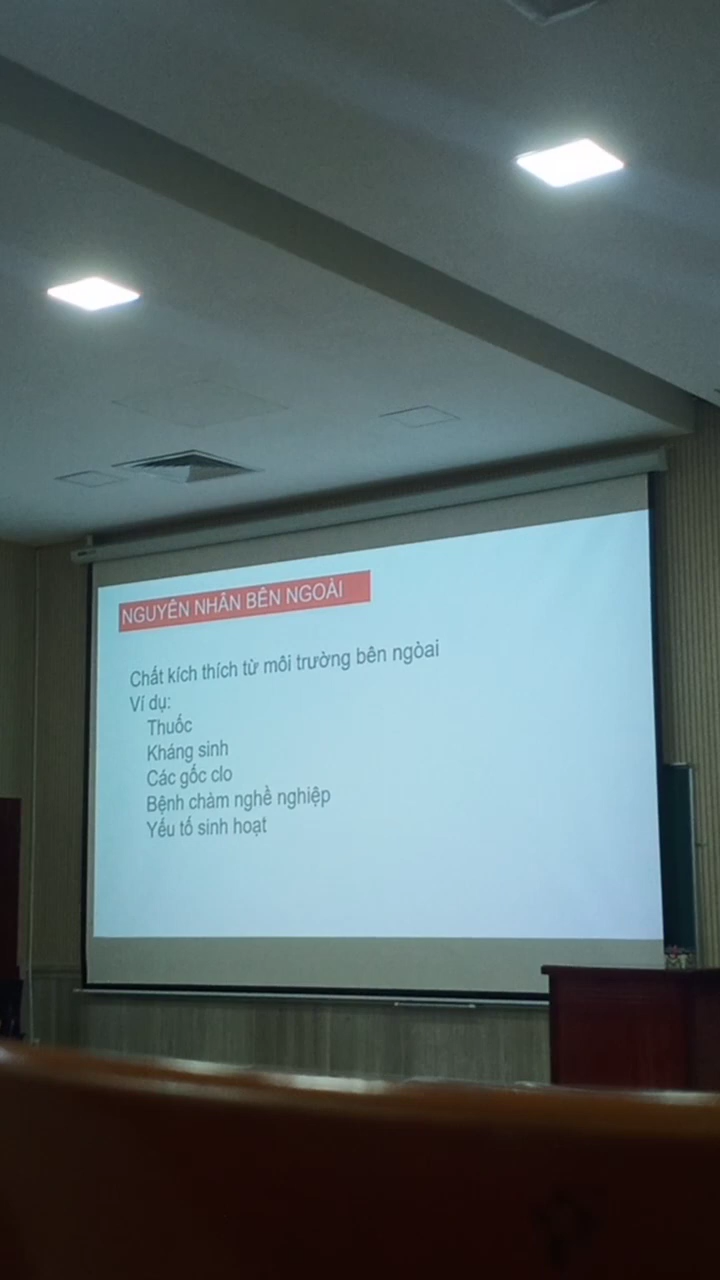 NGUYÊN NHÂN BÊN NGOÀI
Chất kích thích từ môi trường bên ngòai
Ví dụ:
Thuốc
Kháng sinh
Các gốc clo
Bệnh chàm nghề nghiệp
Yếu tố sinh hoạt